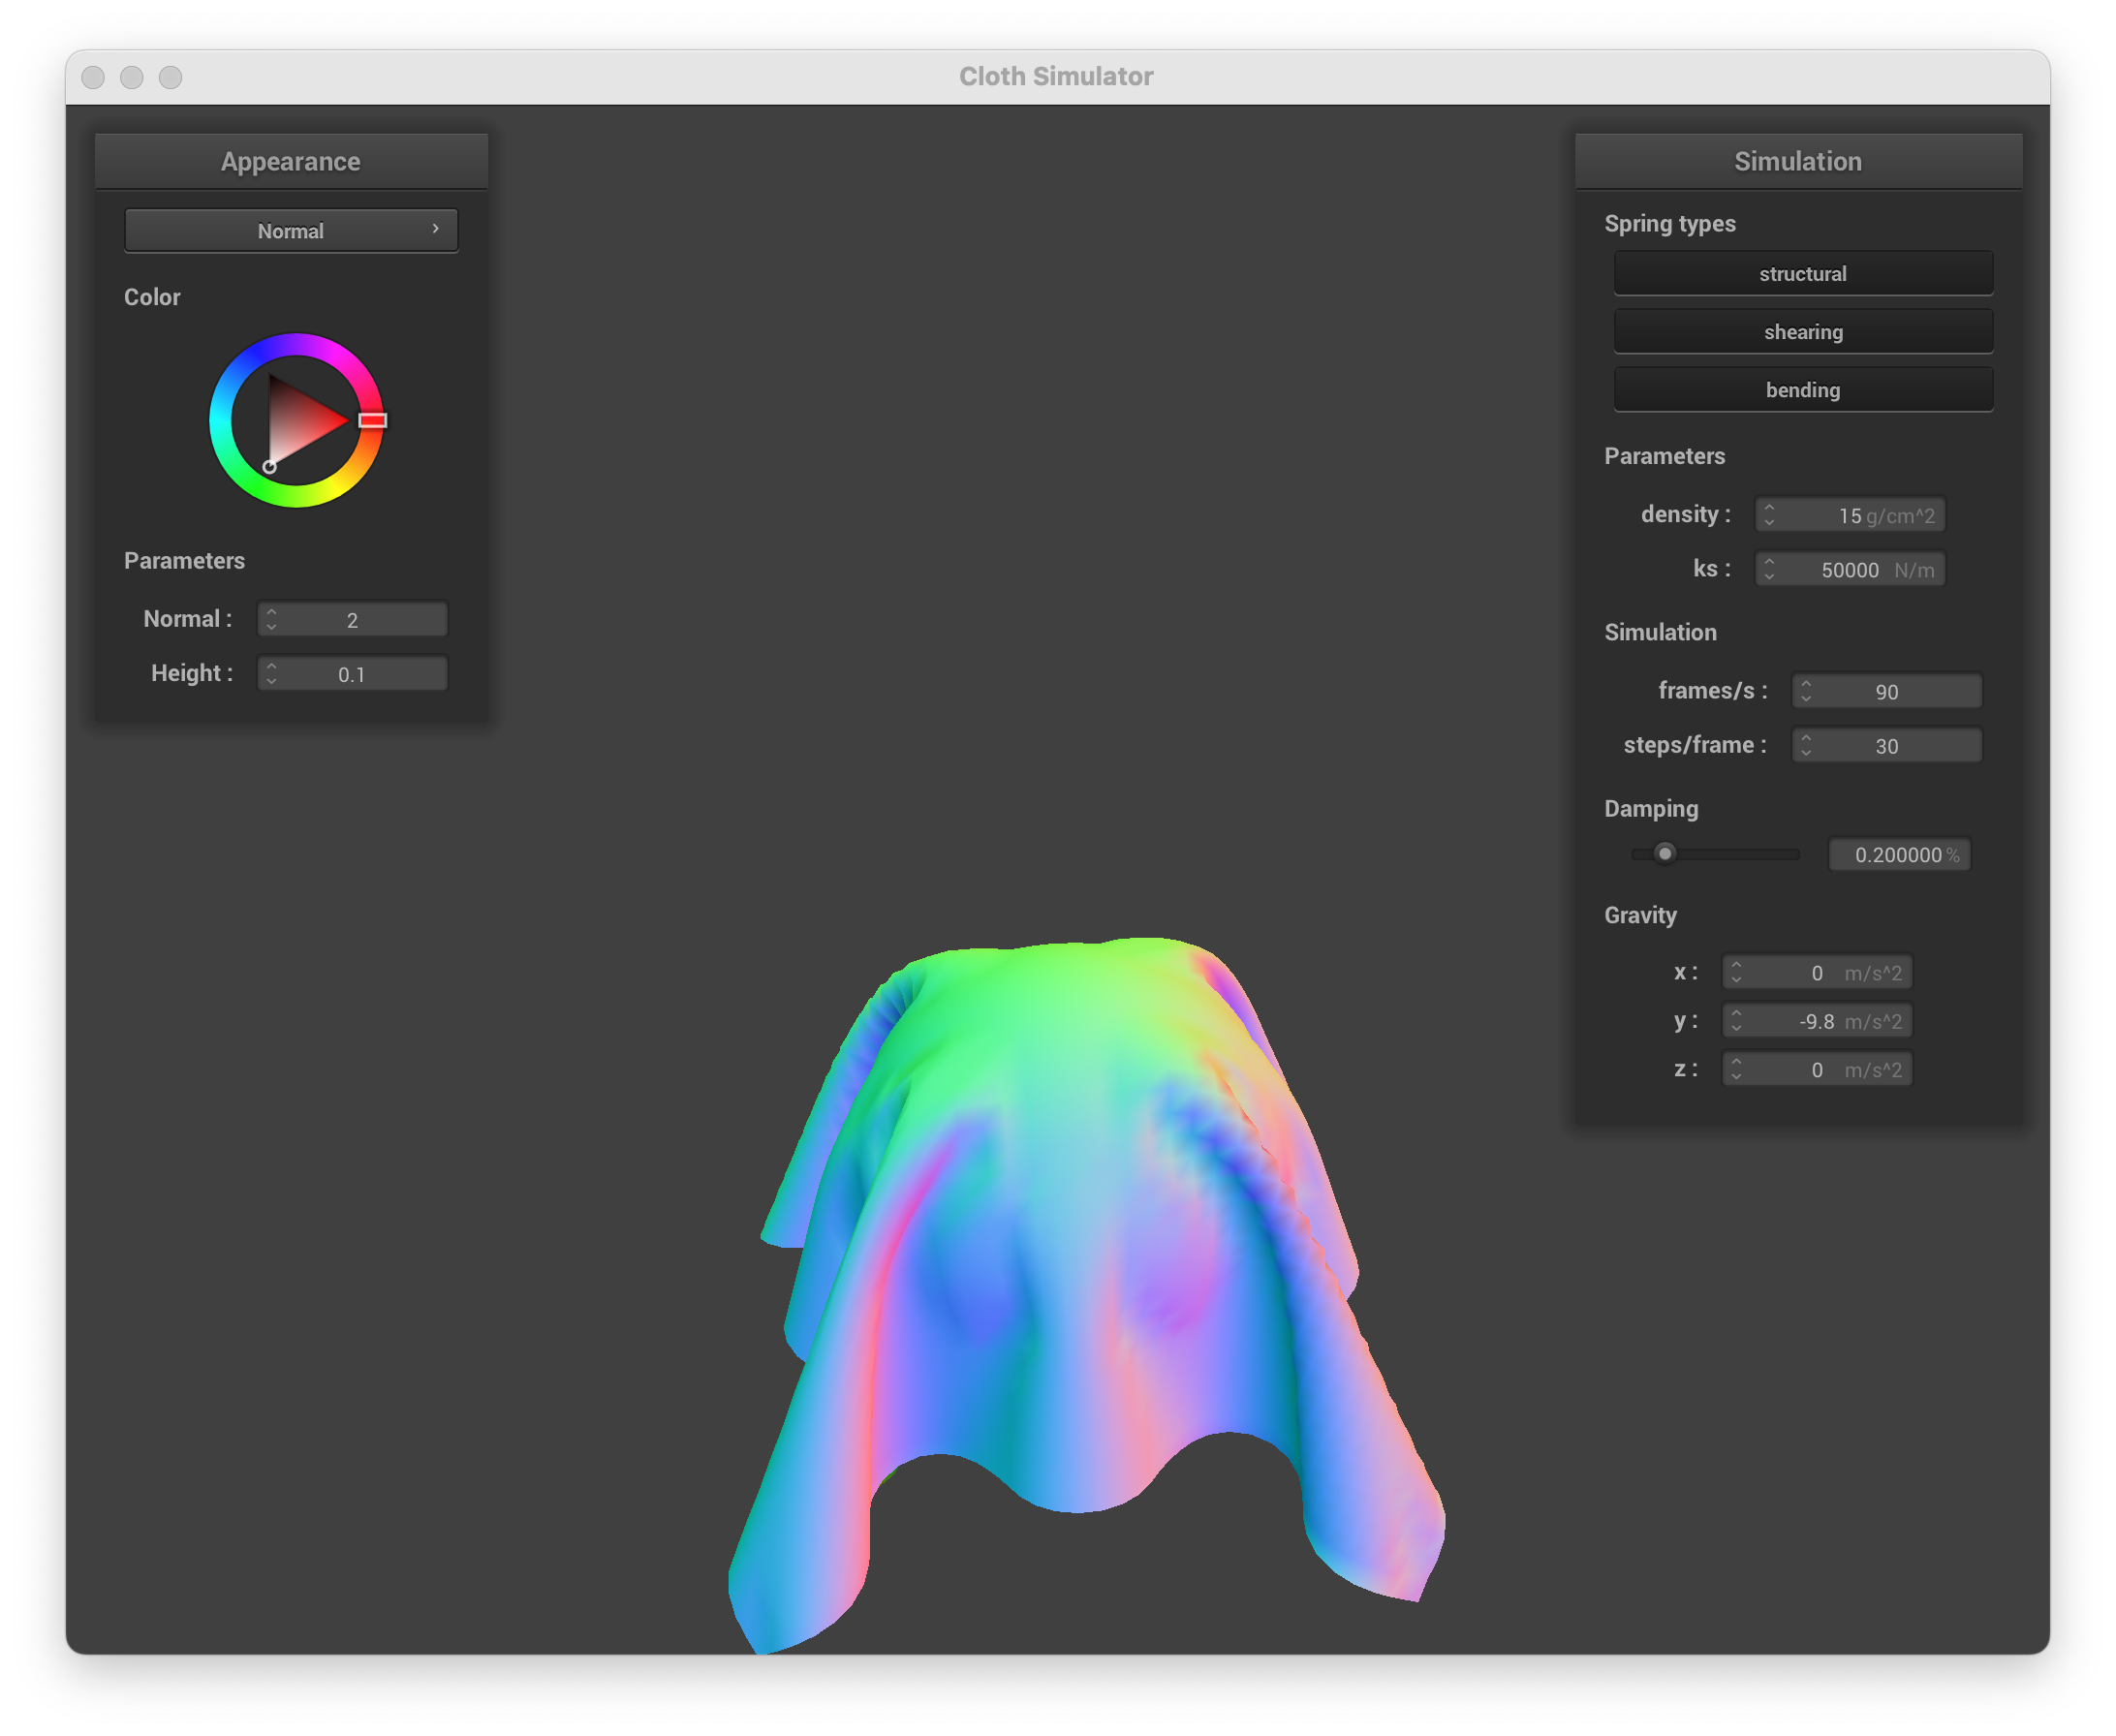 Cloth Simulator
Appearance
Normal
Color
Parameters
Normal : 2
Height : 0.1
Simulation
Spring types
structural
shearing
bending
Parameters
density : 15 g/cm^2
ks : 50000 N/m
Simulation
frames/s : 90
steps/frame : 30
Damping
0.200000 %
Gravity
x : 0 m/s^2
y : -9.8 m/s^2
z : 0 m/s^2